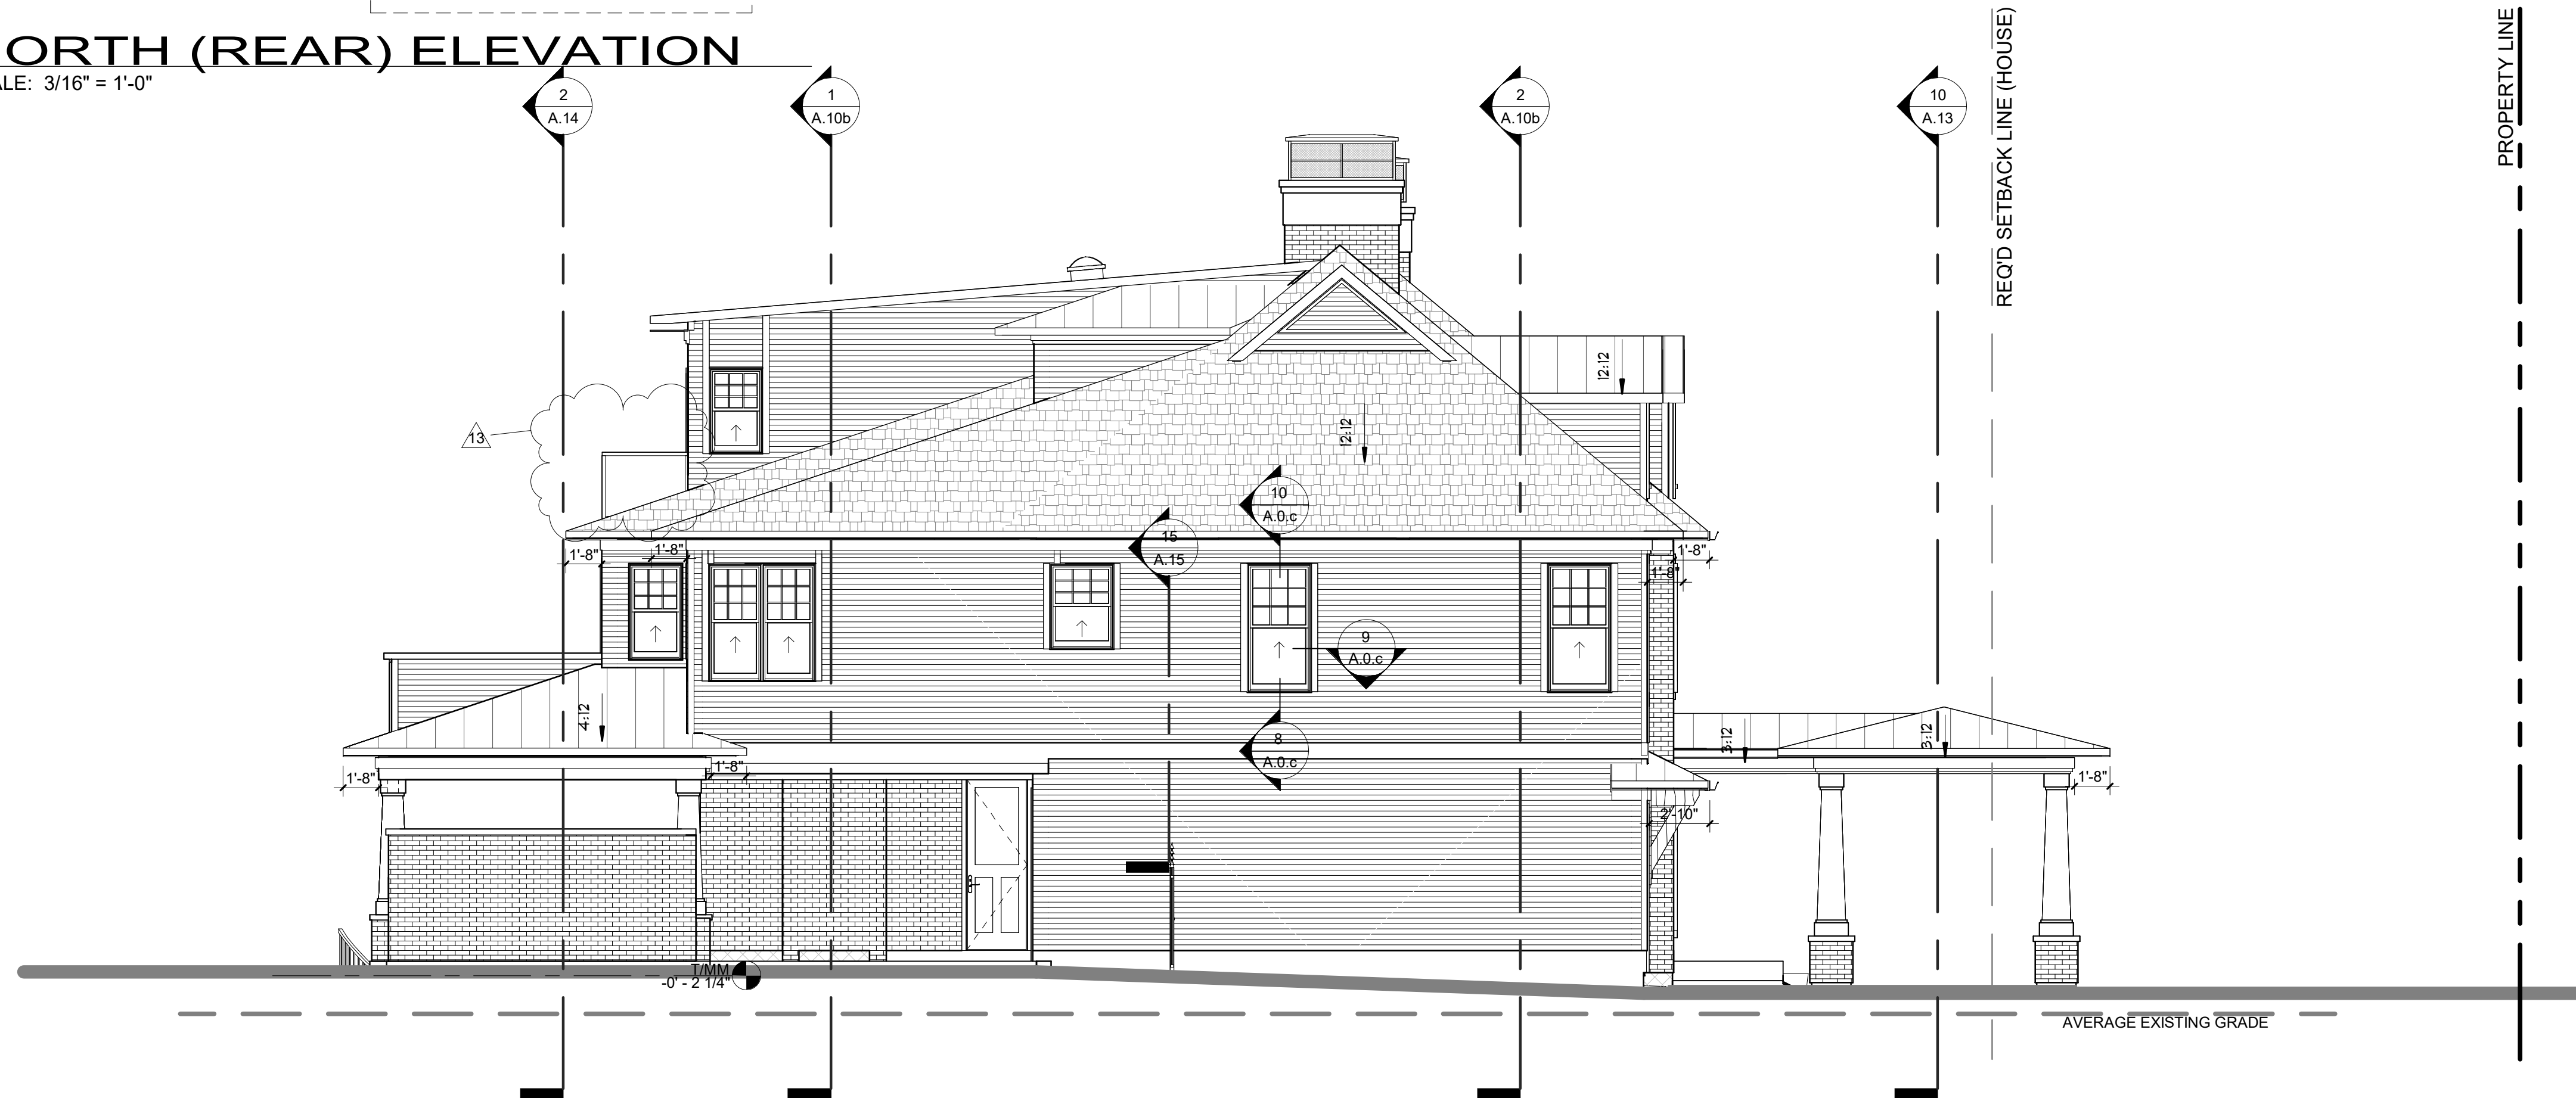 ORTH (REAR) ELEVATION
ALE: 3/16" = 1'-0"
2
A.14
1
A.10b
2
A.10b
10
A.13
REQ'D SETBACK LINE (HOUSE)
PROPERTY LINE
12:12
12:12
13
10
A.0.c
15
A.15
1'-8"
1'-8"
1'-8"
1'-8"
9
A.0.c
4:12
8
A.0.c
3:12
3:12
1'-8"
1'-8"
1'-8"
2'-10"
T/MM
-0' - 2 1/4"
AVERAGE EXISTING GRADE